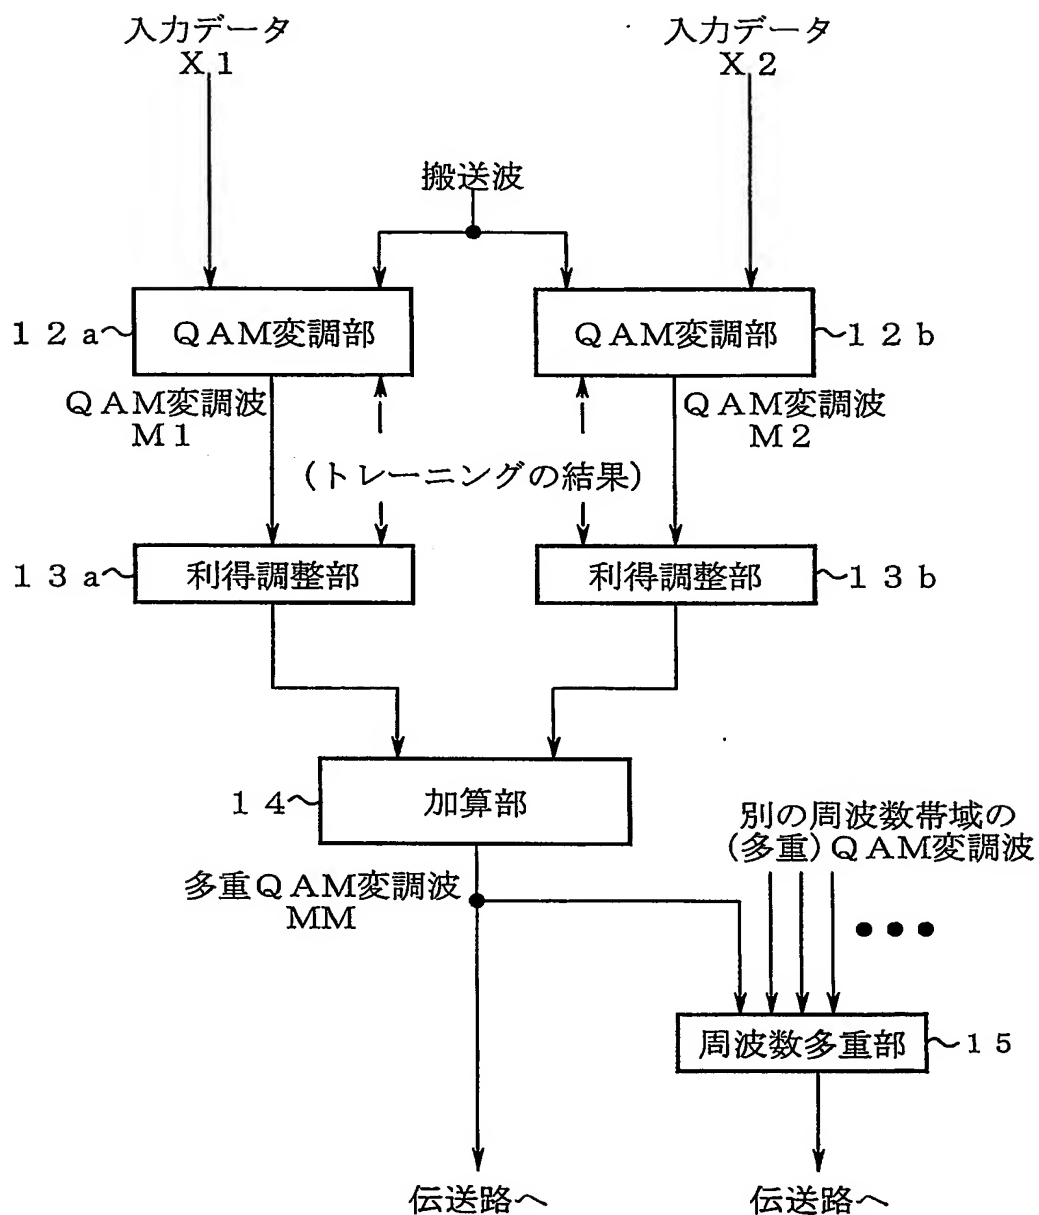 入力データ
X1
入力データ
X2
搬送波
12a
QAM変調部
QAM変調部
12b
QAM変調波
M1
QAM変調波
M2
(トレーニングの結果)
13a
利得調整部
利得調整部
13b
14
加算部
別の周波数帯域の
(多重)QAM変調波
多重QAM変調波
MM
周波数多重部
15
伝送路へ
伝送路へ